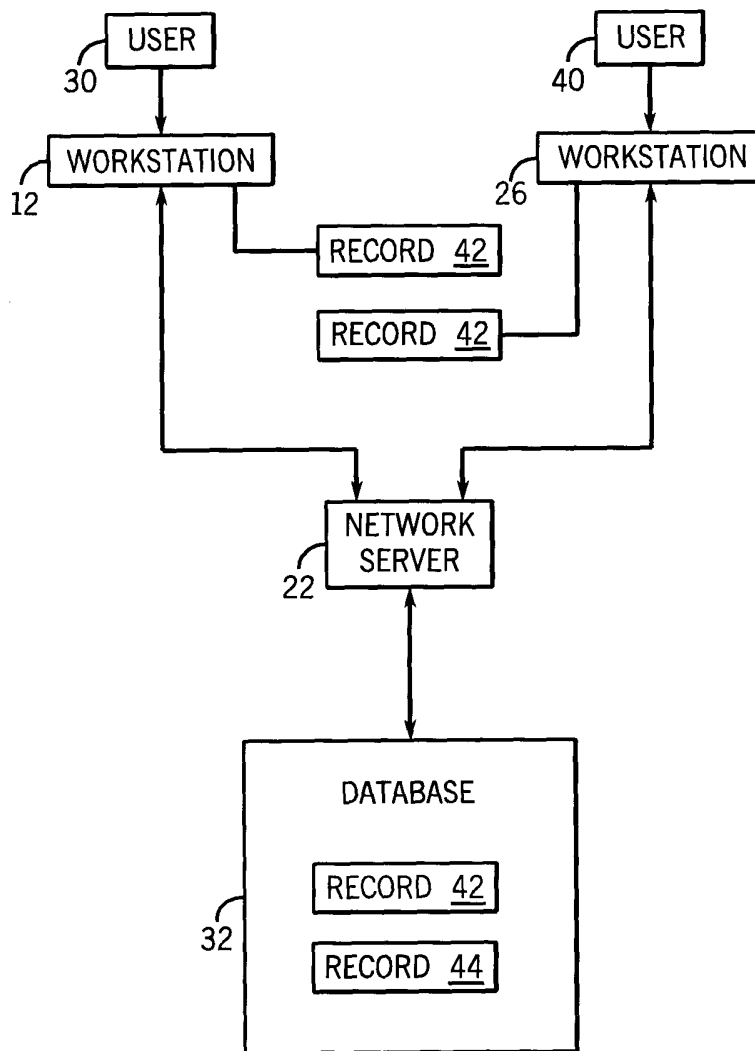 USER
30
USER
40
WORKSTATION
12
WORKSTATION
26
RECORD 42
RECORD 42
NETWORK
SERVER
22
DATABASE
RECORD 42
32
RECORD 44